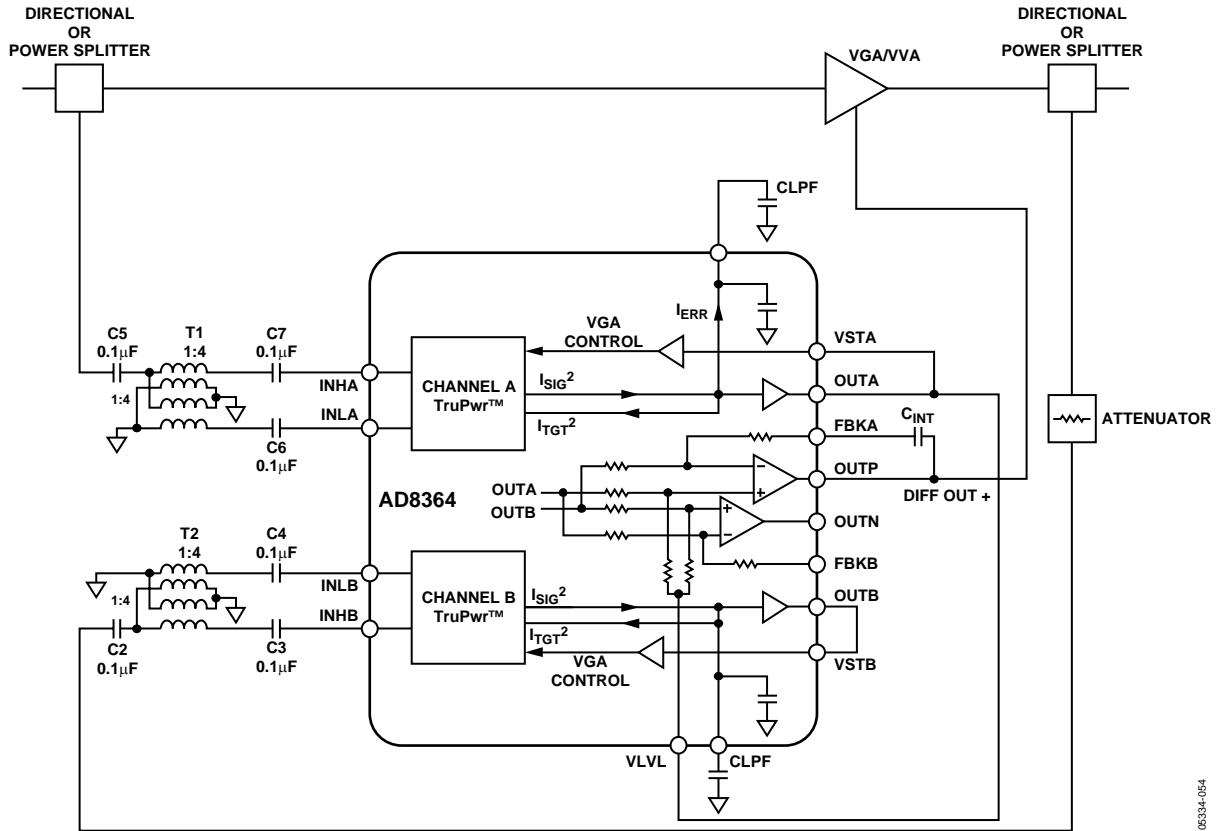 DIRECTIONAL
OR
POWER SPLITTER
DIRECTIONAL
OR
POWER SPLITTER
VGA/VVA
CLPF
C5
0.1µF
T1
1:4
C7
0.1µF
1:4
INHA
INLA
C6
0.1µF
CHANNEL A
TruPwr™
VGA
CONTROL
IERR
ISIG²
ITGT²
VSTA
OUTA
FBKA
CINT
OUTP
DIFF OUT +
ATTENUATOR
AD8364
OUTA
OUTB
OUTN
FBKB
T2
1:4
C4
0.1µF
1:4
INLB
INHB
C2
0.1µF
C3
0.1µF
CHANNEL B
TruPwr™
ISIG²
ITGT²
VGA
CONTROL
OUTB
VSTB
VLVL
CLPF
05334-054